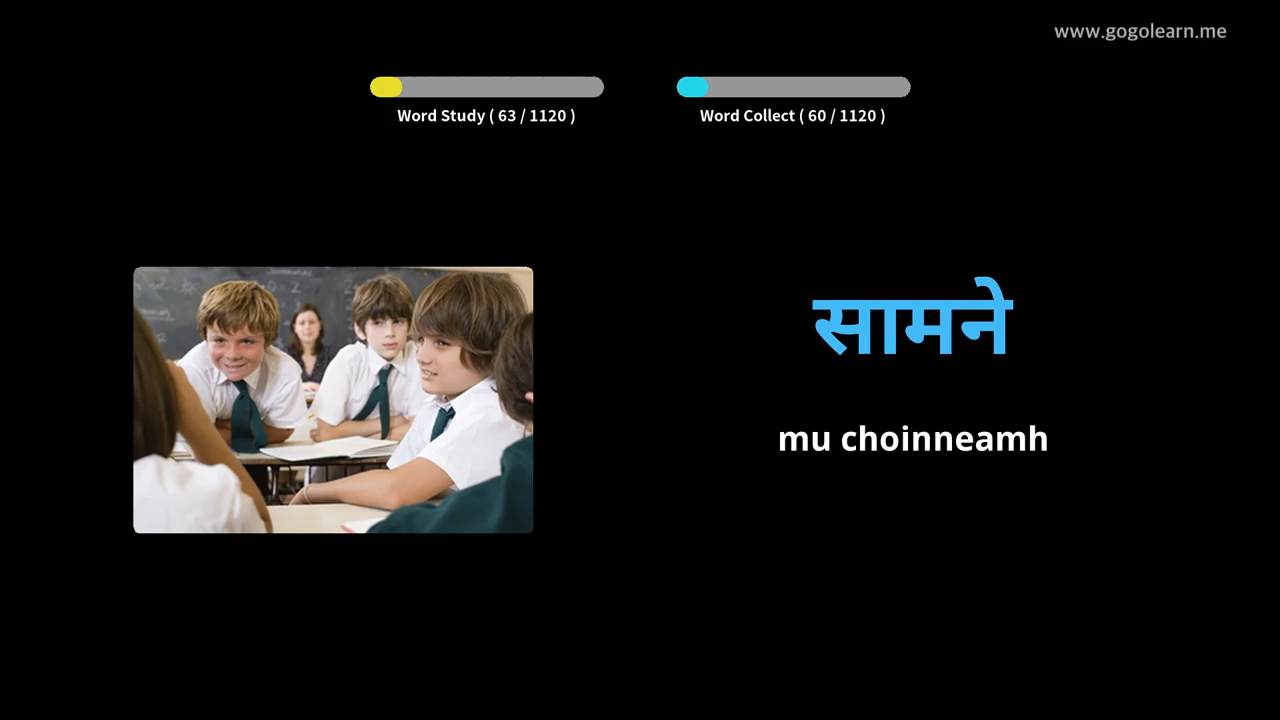 www.gogolearn.me
Word Study ( 63 / 1120 )
Word Collect ( 60 / 1120 )
सामने
mu choinneamh